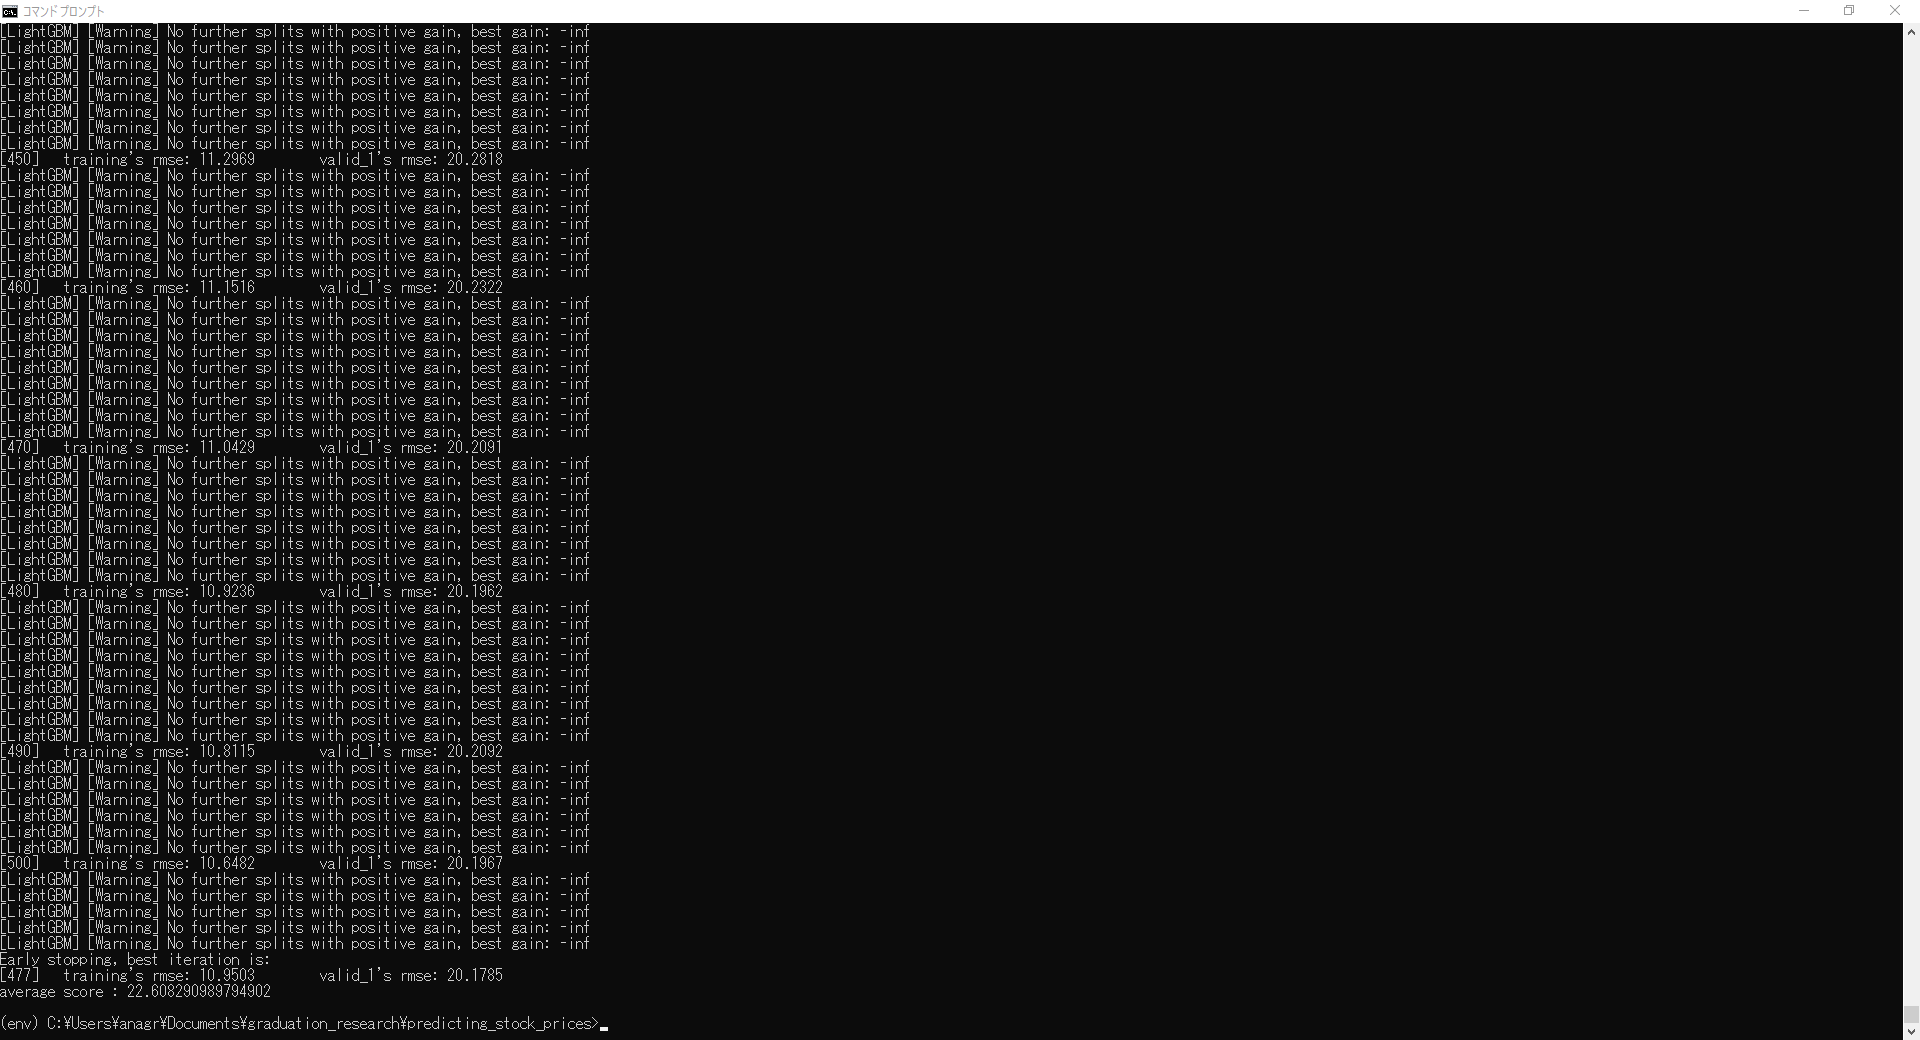 コマンド プロンプト
[LightGBM] [Warning] No further splits with positive gain, best gain: -inf
[LightGBM] [Warning] No further splits with positive gain, best gain: -inf
[LightGBM] [Warning] No further splits with positive gain, best gain: -inf
[LightGBM] [Warning] No further splits with positive gain, best gain: -inf
[LightGBM] [Warning] No further splits with positive gain, best gain: -inf
[LightGBM] [Warning] No further splits with positive gain, best gain: -inf
[LightGBM] [Warning] No further splits with positive gain, best gain: -inf
[LightGBM] [Warning] No further splits with positive gain, best gain: -inf
[450]   training's rmse: 11.2969        valid_1's rmse: 20.2818
[LightGBM] [Warning] No further splits with positive gain, best gain: -inf
[LightGBM] [Warning] No further splits with positive gain, best gain: -inf
[LightGBM] [Warning] No further splits with positive gain, best gain: -inf
[LightGBM] [Warning] No further splits with positive gain, best gain: -inf
[LightGBM] [Warning] No further splits with positive gain, best gain: -inf
[LightGBM] [Warning] No further splits with positive gain, best gain: -inf
[LightGBM] [Warning] No further splits with positive gain, best gain: -inf
[460]   training's rmse: 11.1516        valid_1's rmse: 20.2322
[LightGBM] [Warning] No further splits with positive gain, best gain: -inf
[LightGBM] [Warning] No further splits with positive gain, best gain: -inf
[LightGBM] [Warning] No further splits with positive gain, best gain: -inf
[LightGBM] [Warning] No further splits with positive gain, best gain: -inf
[LightGBM] [Warning] No further splits with positive gain, best gain: -inf
[LightGBM] [Warning] No further splits with positive gain, best gain: -inf
[LightGBM] [Warning] No further splits with positive gain, best gain: -inf
[LightGBM] [Warning] No further splits with positive gain, best gain: -inf
[LightGBM] [Warning] No further splits with positive gain, best gain: -inf
[470]   training's rmse: 11.0429        valid_1's rmse: 20.2091
[LightGBM] [Warning] No further splits with positive gain, best gain: -inf
[LightGBM] [Warning] No further splits with positive gain, best gain: -inf
[LightGBM] [Warning] No further splits with positive gain, best gain: -inf
[LightGBM] [Warning] No further splits with positive gain, best gain: -inf
[LightGBM] [Warning] No further splits with positive gain, best gain: -inf
[LightGBM] [Warning] No further splits with positive gain, best gain: -inf
[LightGBM] [Warning] No further splits with positive gain, best gain: -inf
[LightGBM] [Warning] No further splits with positive gain, best gain: -inf
[480]   training's rmse: 10.9236        valid_1's rmse: 20.1962
[LightGBM] [Warning] No further splits with positive gain, best gain: -inf
[LightGBM] [Warning] No further splits with positive gain, best gain: -inf
[LightGBM] [Warning] No further splits with positive gain, best gain: -inf
[LightGBM] [Warning] No further splits with positive gain, best gain: -inf
[LightGBM] [Warning] No further splits with positive gain, best gain: -inf
[LightGBM] [Warning] No further splits with positive gain, best gain: -inf
[LightGBM] [Warning] No further splits with positive gain, best gain: -inf
[LightGBM] [Warning] No further splits with positive gain, best gain: -inf
[LightGBM] [Warning] No further splits with positive gain, best gain: -inf
[490]   training's rmse: 10.8115        valid_1's rmse: 20.2092
[LightGBM] [Warning] No further splits with positive gain, best gain: -inf
[LightGBM] [Warning] No further splits with positive gain, best gain: -inf
[LightGBM] [Warning] No further splits with positive gain, best gain: -inf
[LightGBM] [Warning] No further splits with positive gain, best gain: -inf
[LightGBM] [Warning] No further splits with positive gain, best gain: -inf
[LightGBM] [Warning] No further splits with positive gain, best gain: -inf
[500]   training's rmse: 10.6482        valid_1's rmse: 20.1967
[LightGBM] [Warning] No further splits with positive gain, best gain: -inf
[LightGBM] [Warning] No further splits with positive gain, best gain: -inf
[LightGBM] [Warning] No further splits with positive gain, best gain: -inf
[LightGBM] [Warning] No further splits with positive gain, best gain: -inf
[LightGBM] [Warning] No further splits with positive gain, best gain: -inf
Early stopping, best iteration is:
[477]   training's rmse: 10.9503        valid_1's rmse: 20.1785
average score : 22.608290989794902
(env) C:¥Users¥anagr¥Documents¥graduation_research¥predicting_stock_prices>